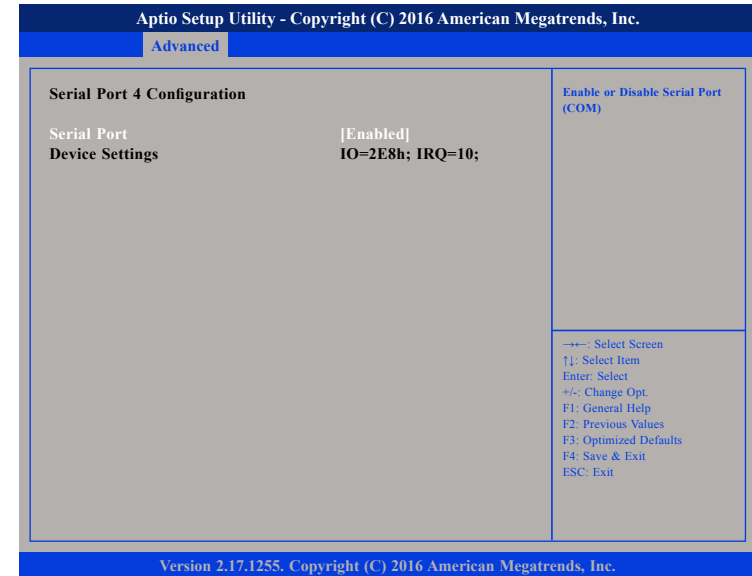 Aptio Setup Utility - Copyright (C) 2016 American Megatrends, Inc.
Advanced
Serial Port 4 Configuration
Serial Port [Enabled]
Device Settings IO=2E8h; IRQ=10;
Enable or Disable Serial Port
(COM)
→←: Select Screen
↑↓: Select Item
Enter: Select
+/-: Change Opt.
F1: General Help
F2: Previous Values
F3: Optimized Defaults
F4: Save & Exit
ESC: Exit
Version 2.17.1255. Copyright (C) 2016 American Megatrends, Inc.